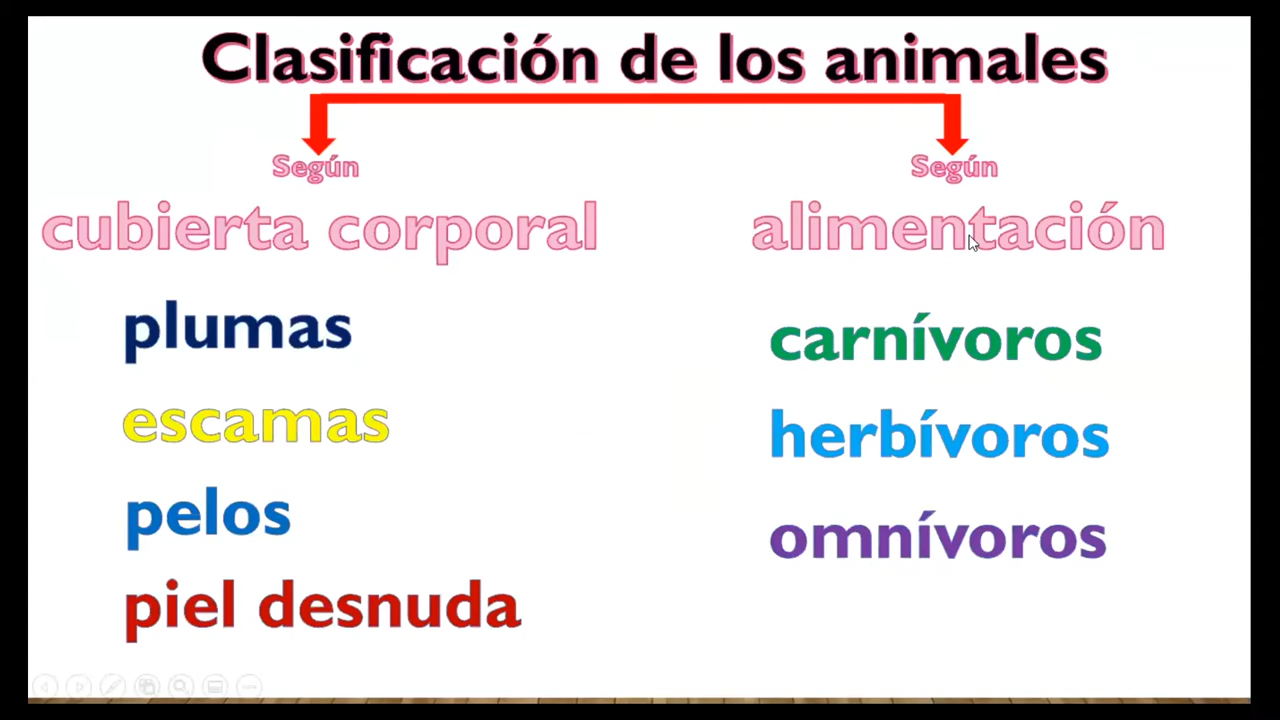 Clasificación de los animales
Según
cubierta corporal
plumas
escamas
pelos
piel desnuda
Según
alimentación
carnívoros
herbívoros
omnívoros